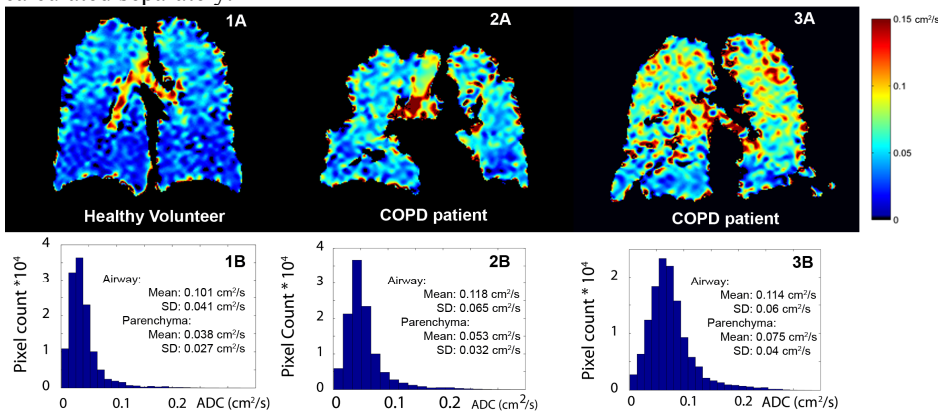 calculated separately.
1A
2A
3A
0.15 cm²/s
0.1
0.05
0
Healthy Volunteer
COPD patient
COPD patient
1B
Pixel count *10⁴
4
3
2
1
0
Airway:
Mean: 0.101 cm²/s
SD: 0.041 cm²/s
Parenchyma:
Mean: 0.038 cm²/s
SD: 0.027 cm²/s
0 0.1 0.2 ADC (cm²/s)
2B
Pixel Count *10⁴
4
3
2
1
0
Airway:
Mean: 0.118 cm²/s
SD: 0.065 cm²/s
Parenchyma:
Mean: 0.053 cm²/s
SD: 0.032 cm²/s
0 0.1 0.2 ADC (cm²/s)
3B
Pixel count *10⁴
2
1
0
Airway:
Mean: 0.114 cm²/s
SD: 0.06 cm²/s
Parenchyma:
Mean: 0.075 cm²/s
SD: 0.04 cm²/s
0 0.1 0.2 ADC (cm²/s)